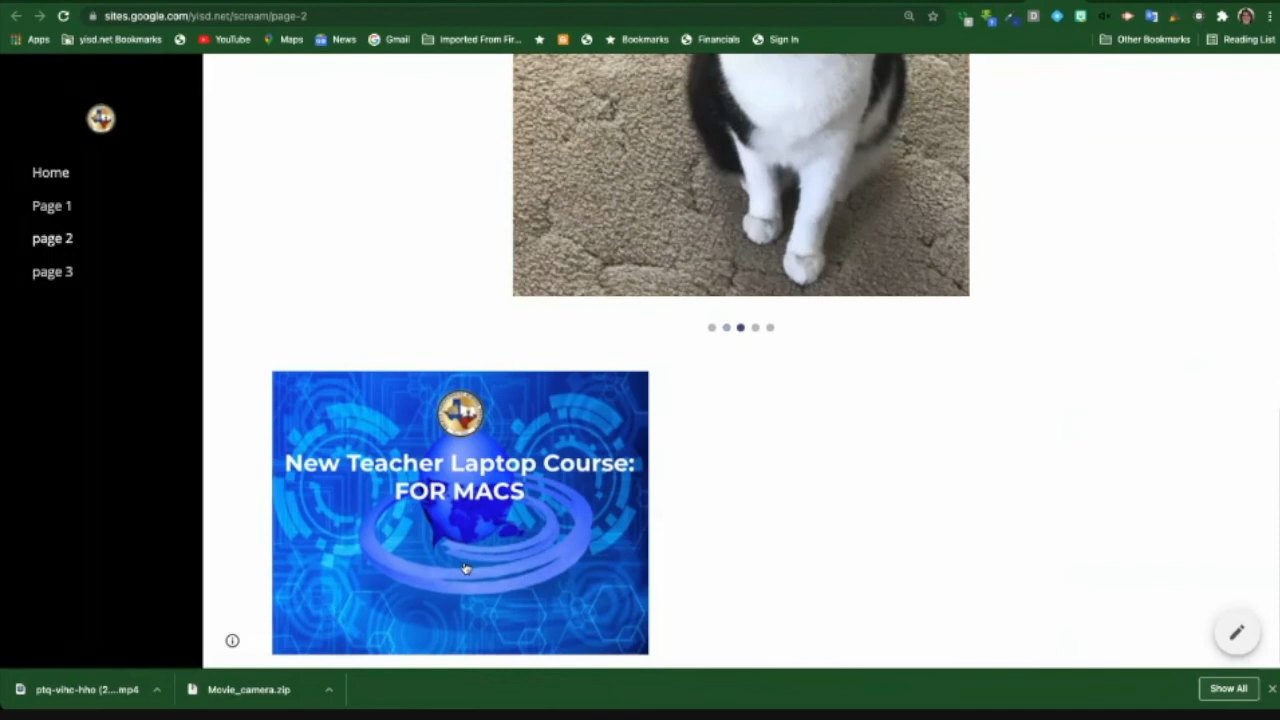 sites.google.com/yisd.net/scream/page-2
Apps yisd.net Bookmarks YouTube Maps News Gmail Imported From Fir... Bookmarks Financials Sign In Other Bookmarks Reading List
Home
Page 1
page 2
page 3
New Teacher Laptop Course:
FOR MACS
ptq-vihc-hho (2....mp4 Movie_camera.zip Show All